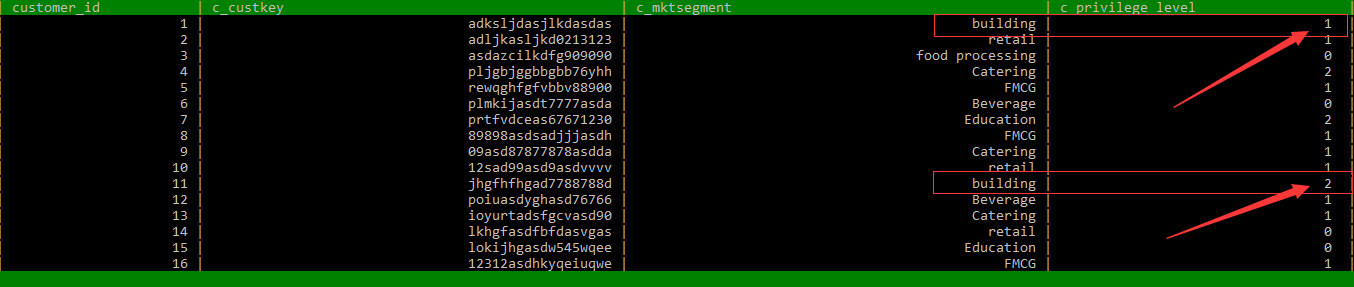 | customer_id | c_custkey | c_mktsegment | c_privilege_level |
1 | adksljdasjlkdasdas | building | 1 |
2 | adljkasljkd0213123 | retail | 1 |
3 | asdazcilkdfg909090 | food processing | 0 |
4 | pljgbjggbbgbb76yhh | Catering | 2 |
5 | rewqghfgfvbbv88900 | FMCG | 1 |
6 | plmkijasdt7777asda | Beverage | 0 |
7 | prtfvdceas67671230 | Education | 2 |
8 | 89898asdsadjjjasdh | FMCG | 1 |
9 | 09asd87877878asdda | Catering | 1 |
10 | 12sad99asd9asdvvvv | retail | 1 |
11 | jhgfhfhgad7788788d | building | 2 |
12 | poiuasdyghasd76766 | Beverage | 1 |
13 | ioyurtadsfgcvasd90 | Catering | 1 |
14 | lkhgfasdfbfdasvgas | retail | 0 |
15 | lokijhgasdw545wqee | Education | 0 |
16 | 12312asdhkyqeiuqwe | FMCG | 1 |